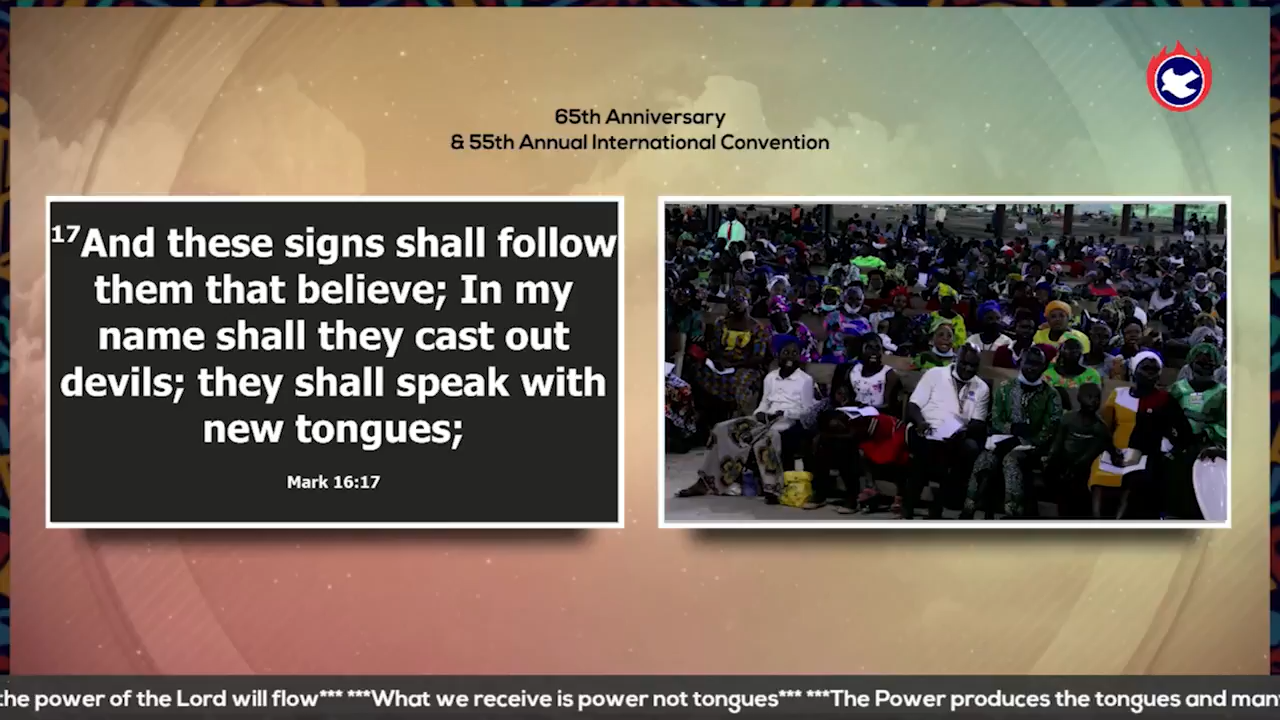 65th Anniversary
& 55th Annual International Convention
17And these signs shall follow
them that believe; In my
name shall they cast out
devils; they shall speak with
new tongues;
Mark 16:17
the power of the Lord will flow*** ***What we receive is power not tongues*** ***The Power produces the tongues and man